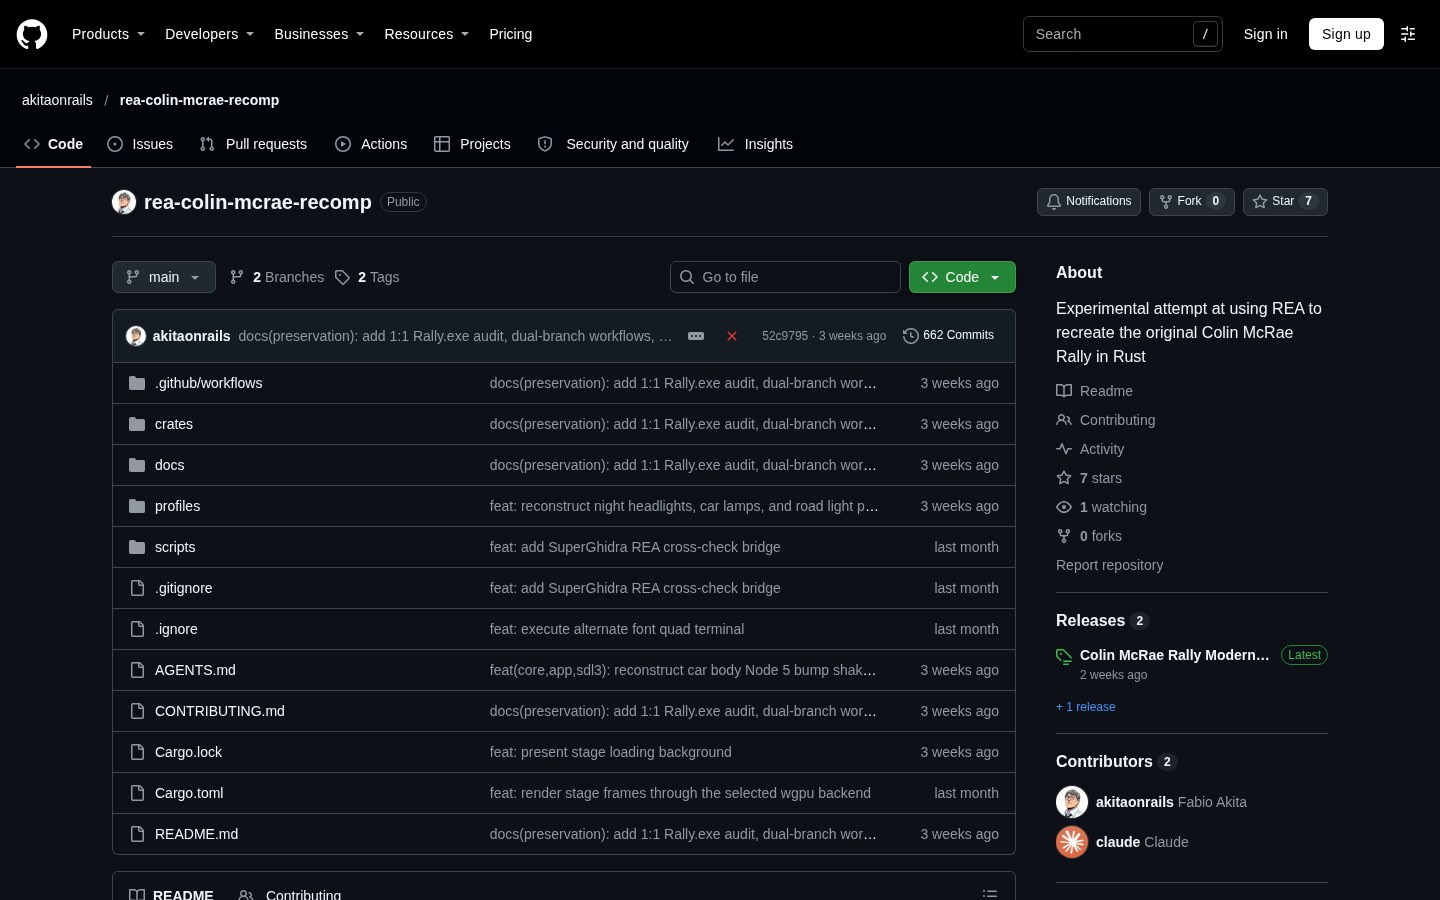 Products Developers Businesses Resources Pricing Search / Sign in Sign up
akitaonrails / rea-colin-mcrae-recomp
Code Issues Pull requests Actions Projects Security and quality Insights
rea-colin-mcrae-recomp Public Notifications Fork 0 Star 7
main 2 Branches 2 Tags Go to file Code
akitaonrails docs(preservation): add 1:1 Rally.exe audit, dual-branch workflows, … 52c9795 · 3 weeks ago 662 Commits
.github/workflows docs(preservation): add 1:1 Rally.exe audit, dual-branch wor… 3 weeks ago
crates docs(preservation): add 1:1 Rally.exe audit, dual-branch wor… 3 weeks ago
docs docs(preservation): add 1:1 Rally.exe audit, dual-branch wor… 3 weeks ago
profiles feat: reconstruct night headlights, car lamps, and road light p… 3 weeks ago
scripts feat: add SuperGhidra REA cross-check bridge last month
.gitignore feat: add SuperGhidra REA cross-check bridge last month
.ignore feat: execute alternate font quad terminal last month
AGENTS.md feat(core,app,sdl3): reconstruct car body Node 5 bump shak… 3 weeks ago
CONTRIBUTING.md docs(preservation): add 1:1 Rally.exe audit, dual-branch wor… 3 weeks ago
Cargo.lock feat: present stage loading background 3 weeks ago
Cargo.toml feat: render stage frames through the selected wgpu backend last month
README.md docs(preservation): add 1:1 Rally.exe audit, dual-branch wor… 3 weeks ago
README Contributing
About
Experimental attempt at using REA to
recreate the original Colin McRae
Rally in Rust
Readme
Contributing
Activity
7 stars
1 watching
0 forks
Report repository
Releases 2
Colin McRae Rally Modern… Latest
2 weeks ago
+ 1 release
Contributors 2
akitaonrails Fabio Akita
claude Claude